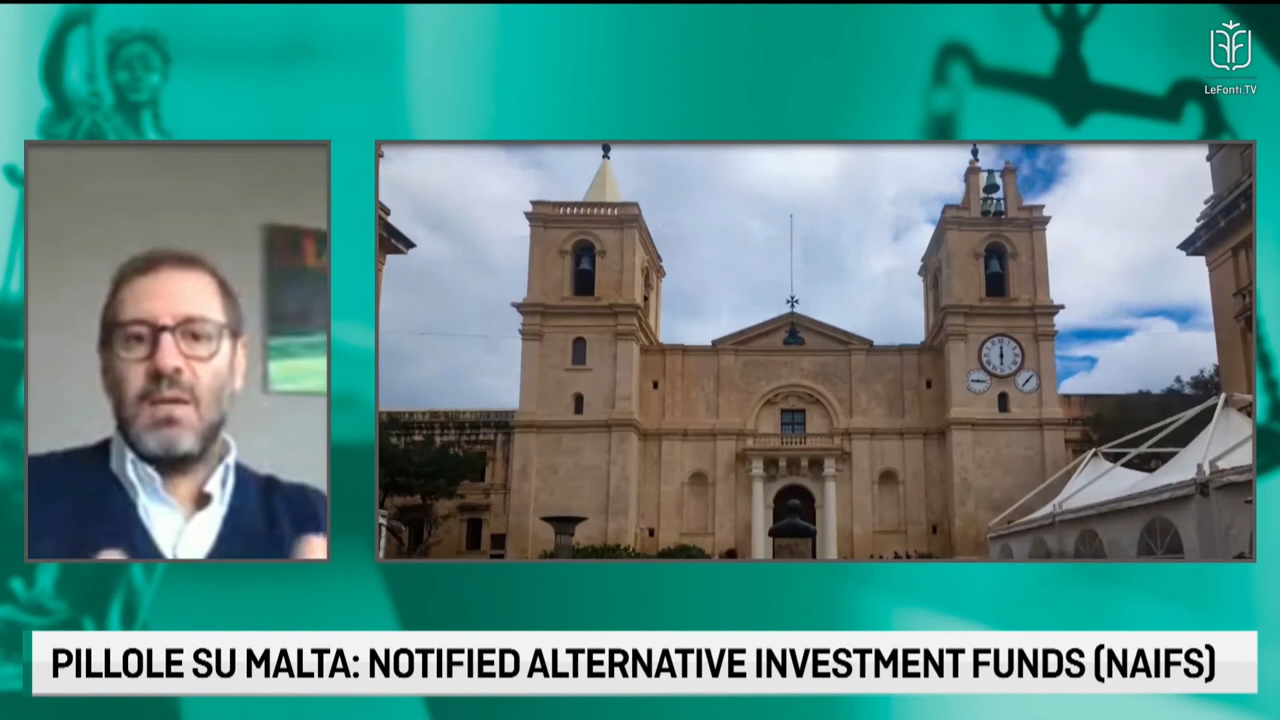 LeFonti.TV
PILLOLE SU MALTA: NOTIFIED ALTERNATIVE INVESTMENT FUNDS (NAIFS)